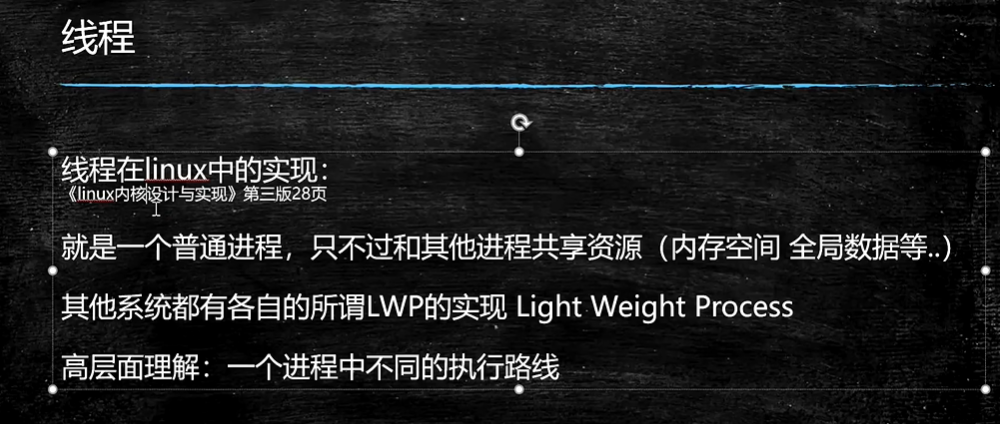 线程
线程在linux中的实现：
《linux内核设计与实现》第三版28页
就是一个普通进程，只不过和其他进程共享资源（内存空间 全局数据等..）
其他系统都有各自的所谓LWP的实现 Light Weight Process
高层面理解：一个进程中不同的执行路线